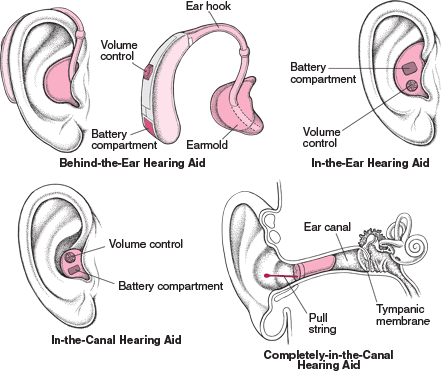 Ear hook
Volume
control
Battery
compartment
Earmold
Behind-the-Ear Hearing Aid
Battery
compartment
Volume
control
In-the-Ear Hearing Aid
Volume control
Battery compartment
In-the-Canal Hearing Aid
Ear canal
Pull
string
Tympanic
membrane
Completely-in-the-Canal
Hearing Aid